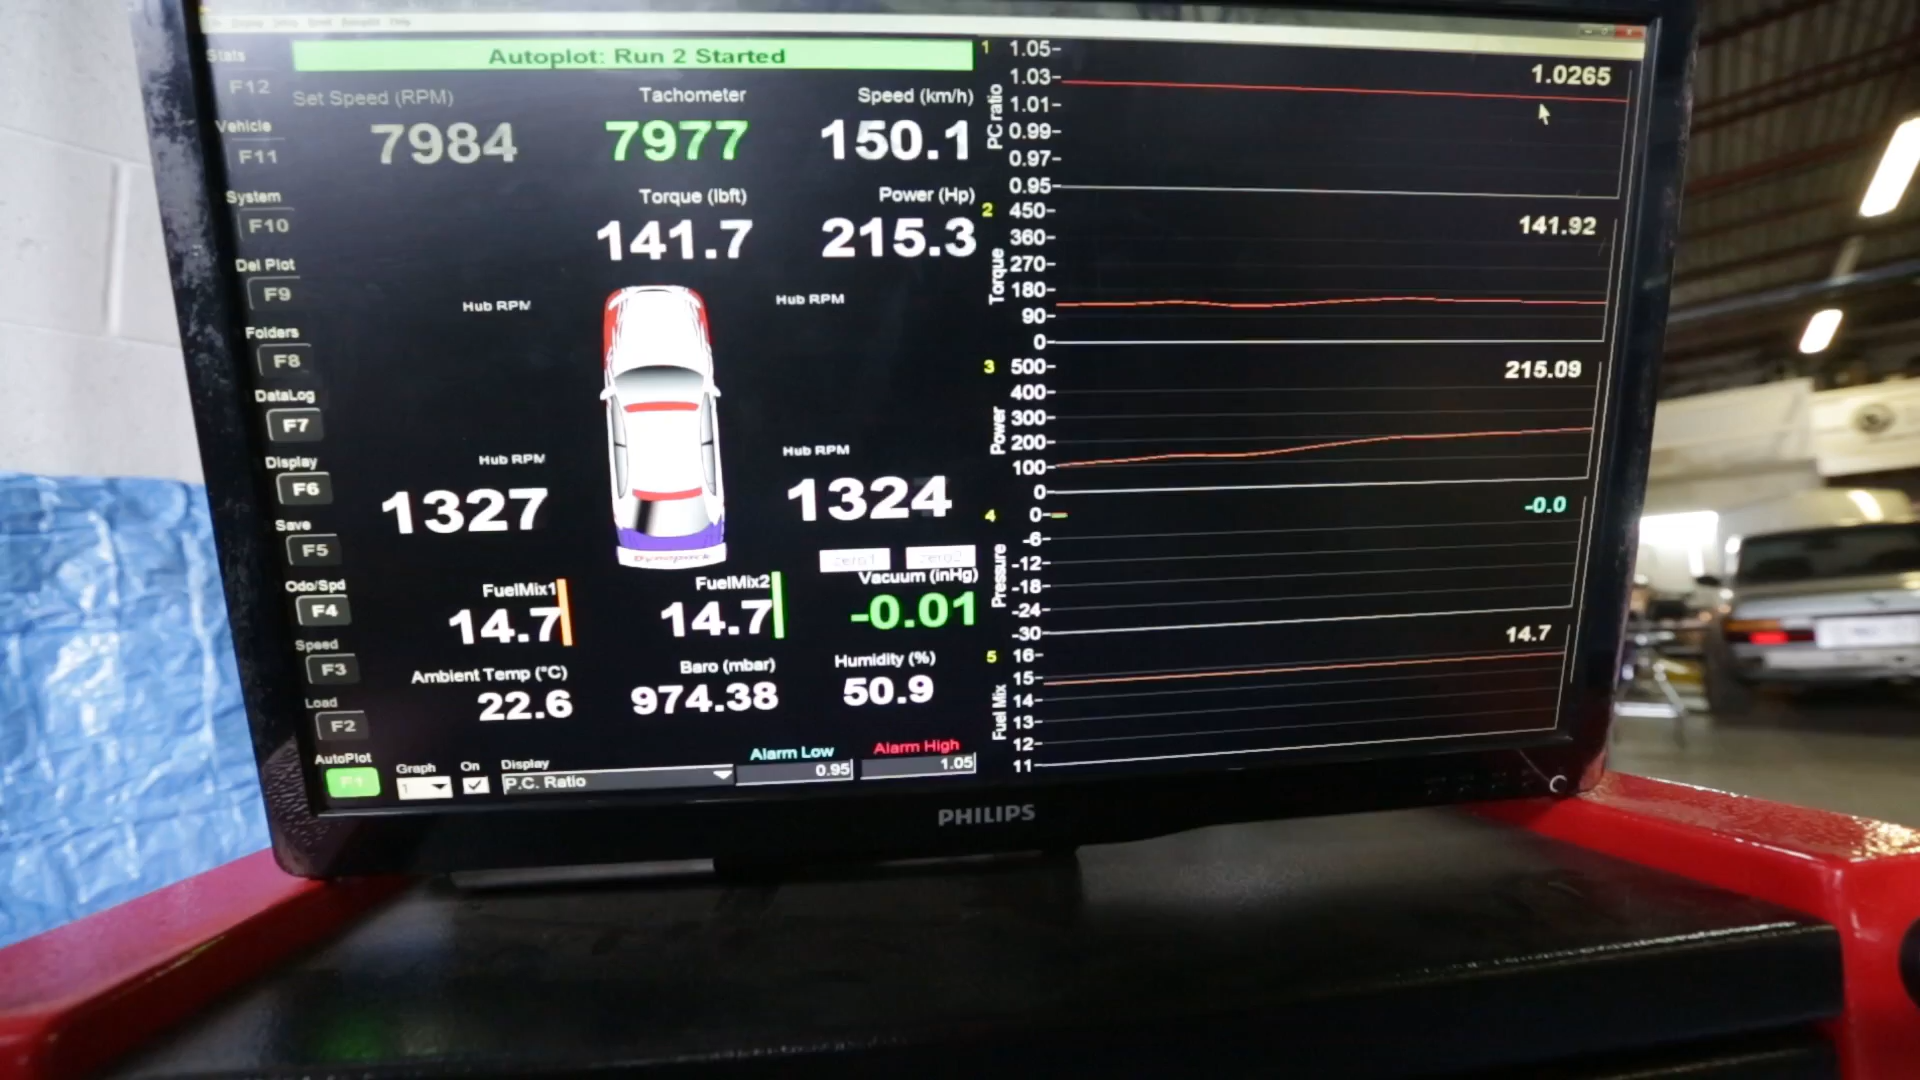 Autoplot: Run 2 Started
Stats
F12
Vehicle
F11
System
F10
Del Plot
F9
Folders
F8
DataLog
F7
Display
F6
Save
F5
Odo/Spd
F4
Speed
F3
Load
F2
AutoPlot
F1
Set Speed (RPM)
7984
Tachometer
7977
Speed (km/h)
150.1
Torque (lbft)
141.7
Power (Hp)
215.3
Hub RPM
Hub RPM
Hub RPM
1327
Hub RPM
1324
Dynapack
zero1 zero2
FuelMix1
14.7
FuelMix2
14.7
Vacuum (inHg)
-0.01
Ambient Temp (°C)
22.6
Baro (mbar)
974.38
Humidity (%)
50.9
Graph
1
On
Display
P.C. Ratio
Alarm Low
0.95
Alarm High
1.05
1
PC ratio
1.05
1.03
1.01
0.99
0.97
0.95
1.0265
2
Torque
450
360
270
180
90
0
141.92
3
Power
500
400
300
200
100
0
215.09
4
Pressure
0
-6
-12
-18
-24
-30
-0.0
5
Fuel Mix
16
15
14
13
12
11
14.7
PHILIPS